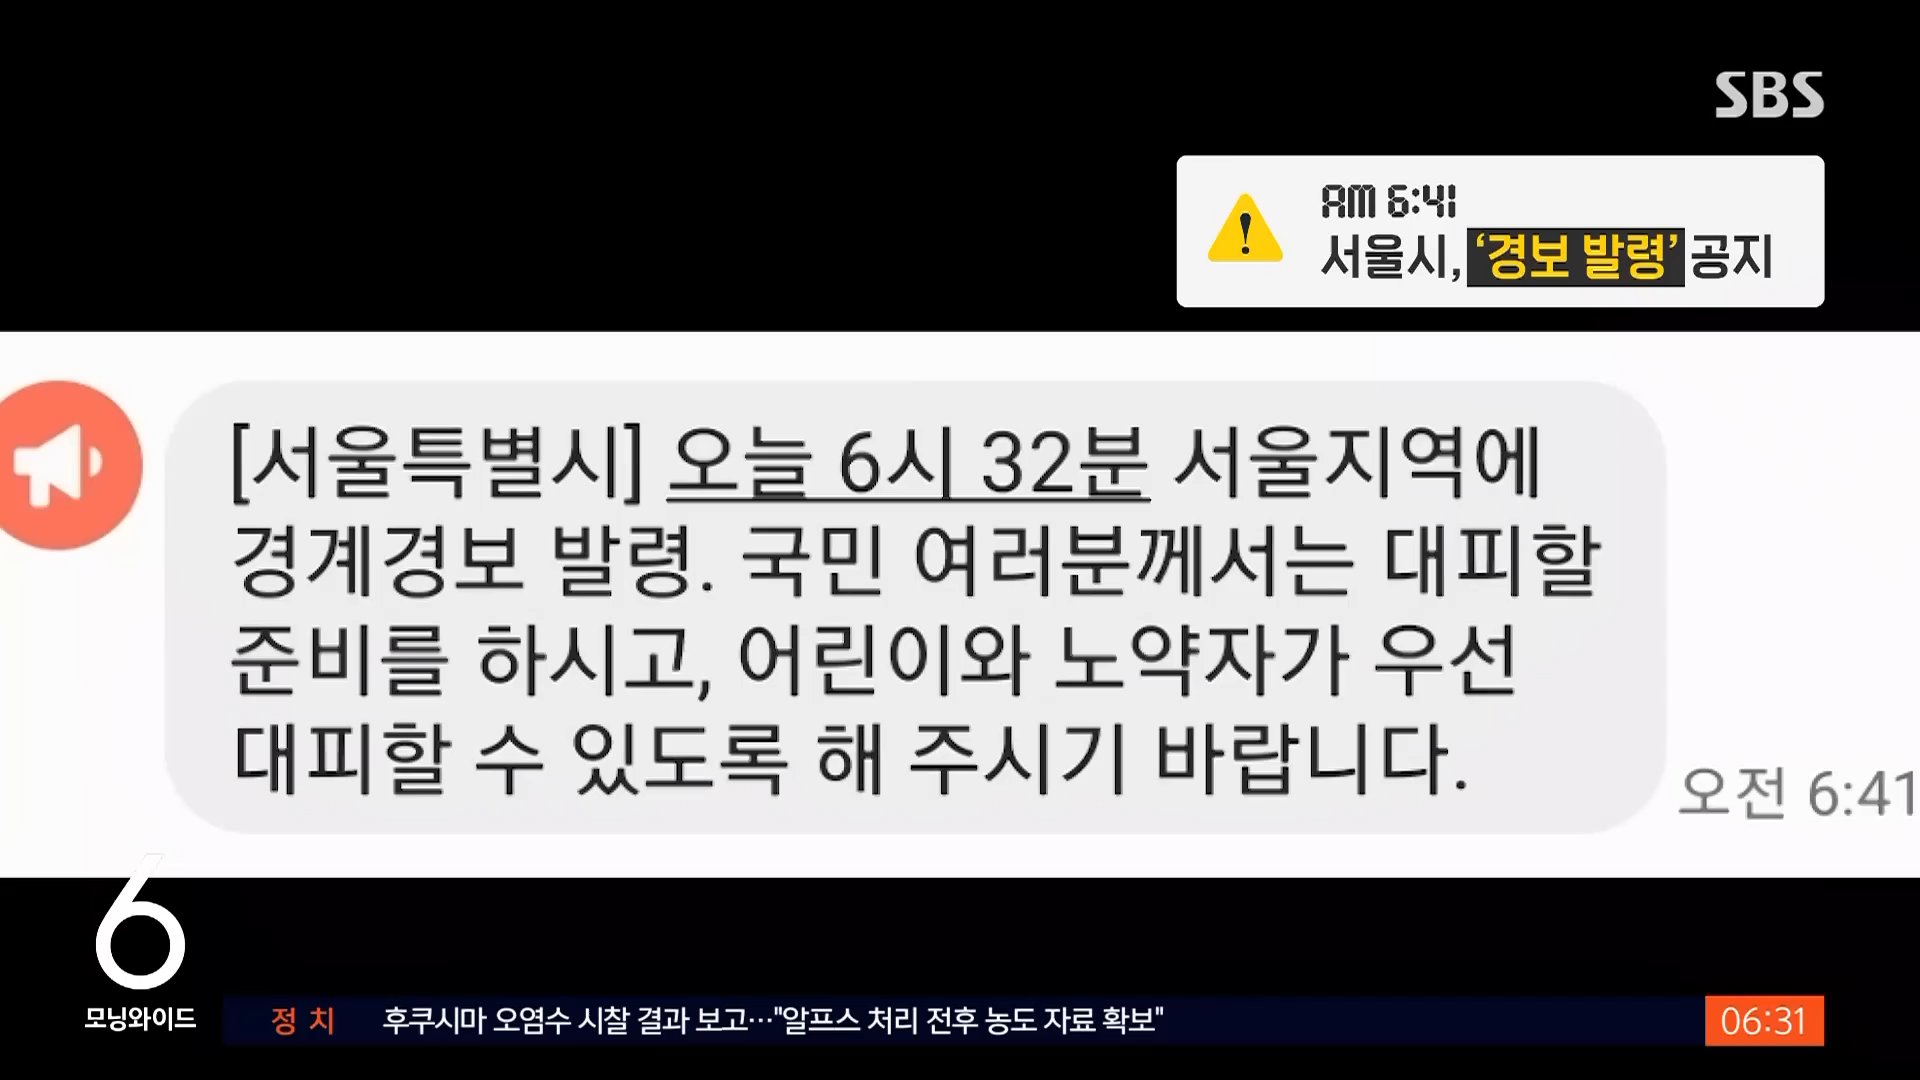 SBS
AM 6:41
서울시, ‘경보 발령’ 공지
[서울특별시] 오늘 6시 32분 서울지역에
경계경보 발령. 국민 여러분께서는 대피할
준비를 하시고, 어린이와 노약자가 우선
대피할 수 있도록 해 주시기 바랍니다.
오전 6:41
6
모닝와이드
정 치 후쿠시마 오염수 시찰 결과 보고…"알프스 처리 전후 농도 자료 확보"
06:31